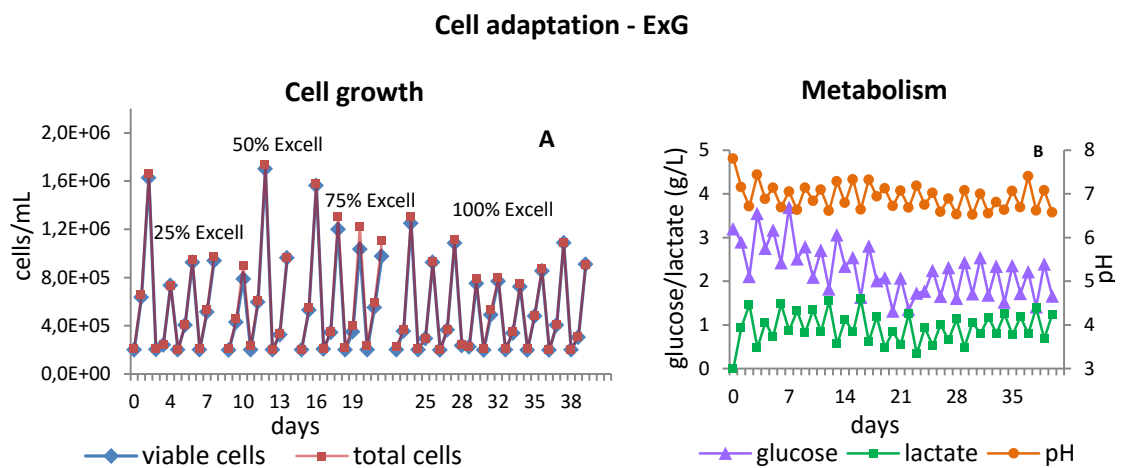 Cell adaptation - ExG
Cell growth
A
2,0E+06
1,6E+06
1,2E+06
8,0E+05
4,0E+05
0,0E+00
cells/mL
50% Excell
75% Excell
25% Excell
100% Excell
0 4 7 10 13 16 19 25 28 32 35 38
days
viable cells total cells
Metabolism
B
5
4
3
2
1
0
glucose/lactate (g/L)
8
7
6
5
4
3
pH
0 7 14 21 28 35
days
glucose lactate pH